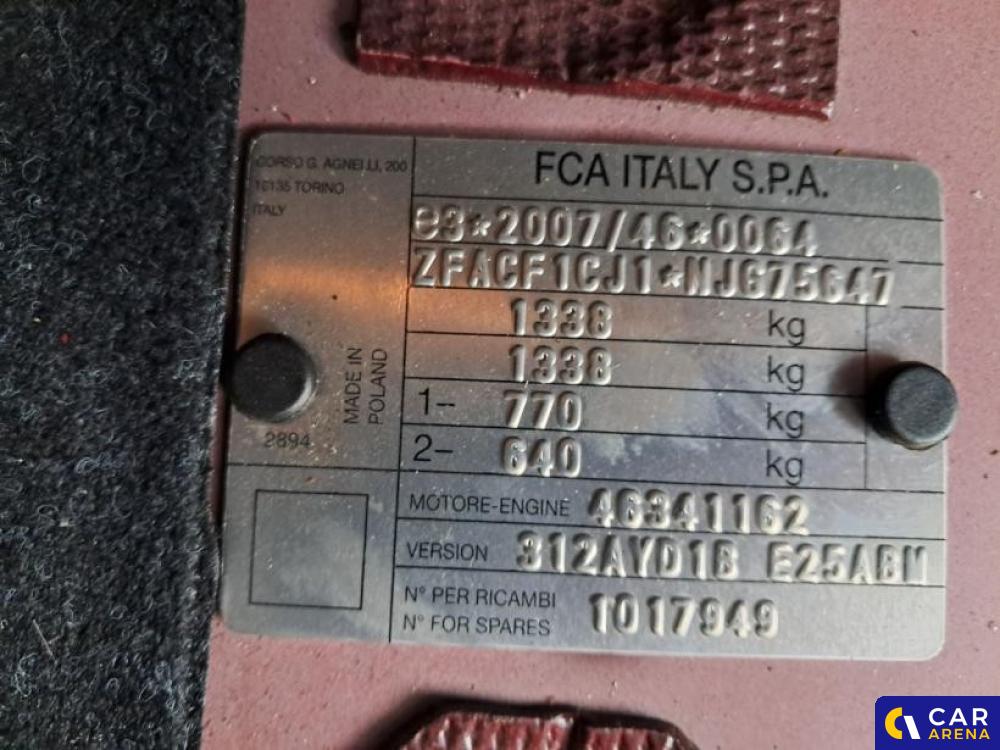 CORSO G. AGNELLI, 200
10135 TORINO
ITALY
FCA ITALY S.P.A.
e3*2007/46*0064
ZFACF1CJ1*NJG75647
1338 kg
1338 kg
1- 770 kg
2- 640 kg
MADE IN
POLAND
2894
MOTORE-ENGINE 46341162
VERSION 312AYD1B E25ABM
N° PER RICAMBI
N° FOR SPARES
1017949
CAR
ARENA